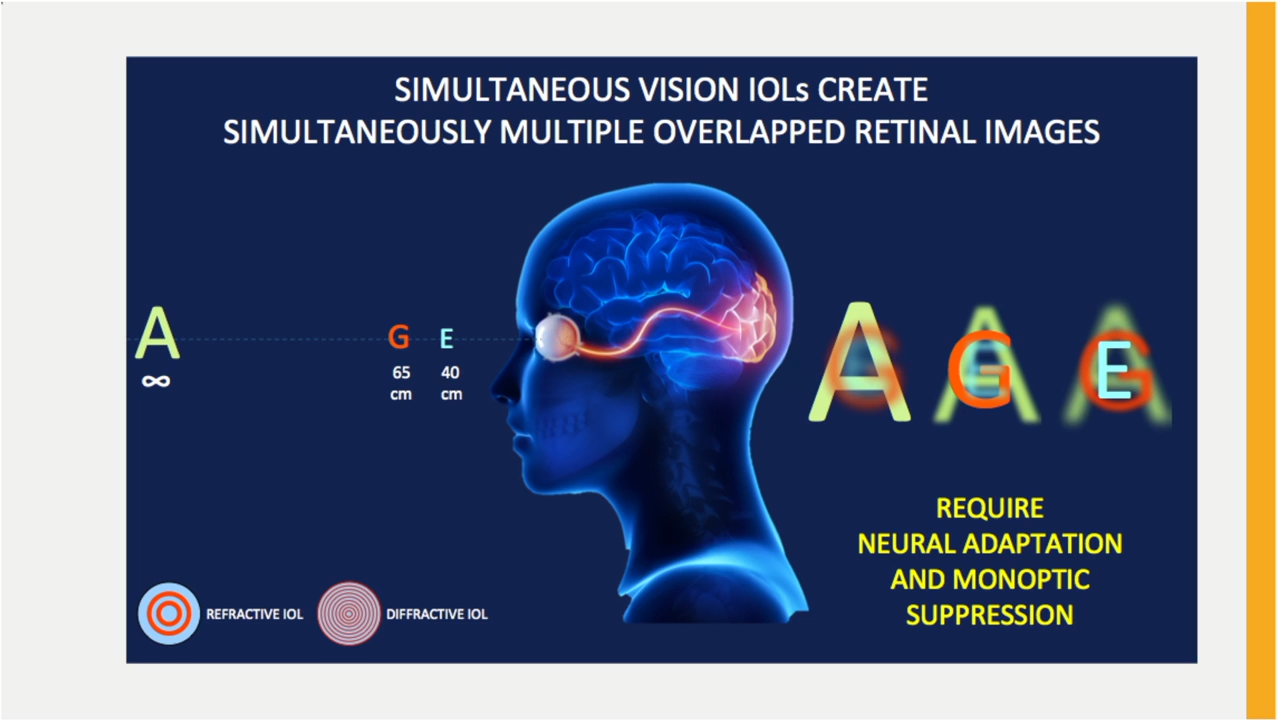 SIMULTANEOUS VISION IOLs CREATE
SIMULTANEOUSLY MULTIPLE OVERLAPPED RETINAL IMAGES
A
∞
G
65
cm
E
40
cm
A G E
REQUIRE
NEURAL ADAPTATION
AND MONOPTIC
SUPPRESSION
REFRACTIVE IOL
DIFFRACTIVE IOL